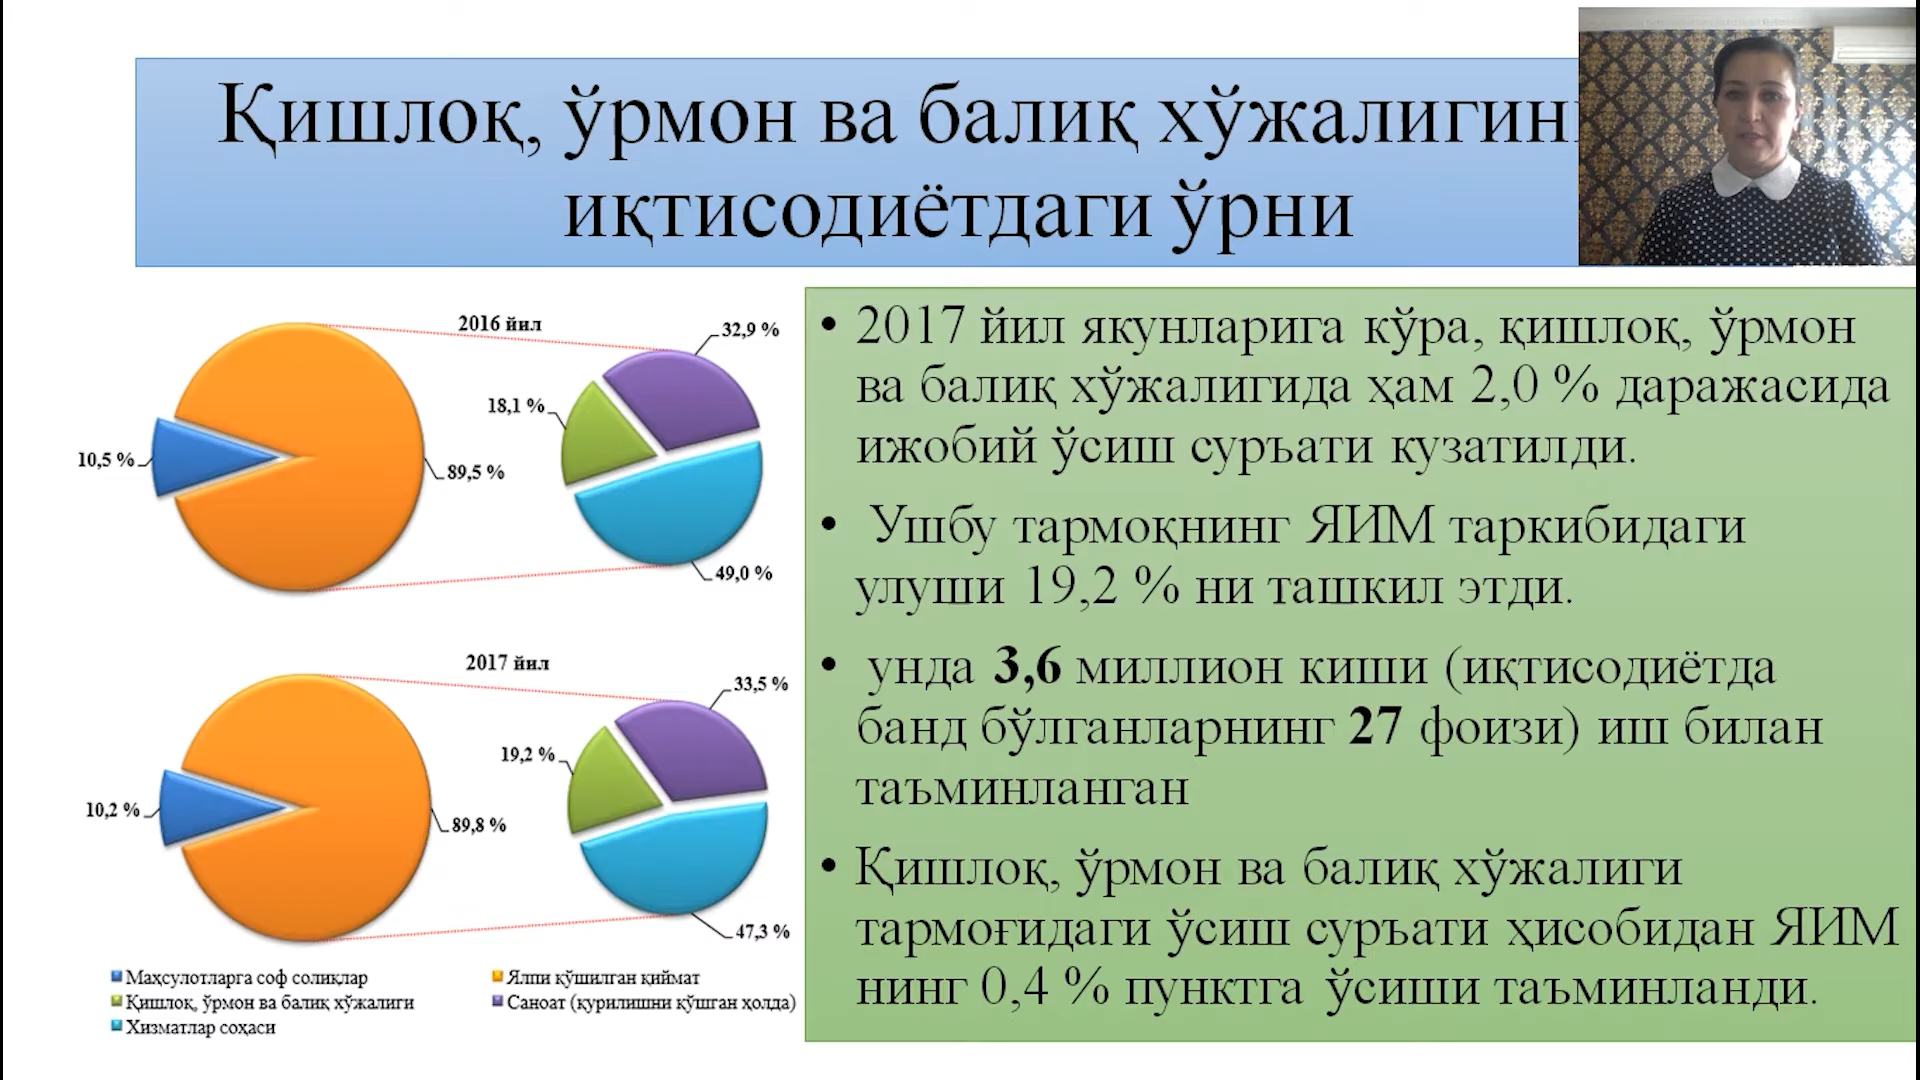 Қишлоқ, ўрмон ва балиқ хўжалигин
иқтисодиётдаги ўрни
2016 йил
32,9 %
18,1 %
10,5 %
89,5 %
49,0 %
2017 йил
33,5 %
19,2 %
10,2 %
89,8 %
47,3 %
Маҳсулотларга соф солиқлар
Ялпи қўшилган қиймат
Қишлоқ, ўрмон ва балиқ хўжалиги
Саноат (қурилишни қўшган ҳолда)
Хизматлар соҳаси
• 2017 йил якунларига кўра, қишлоқ, ўрмон
ва балиқ хўжалигида ҳам 2,0 % даражасида
ижобий ўсиш суръати кузатилди.
• Ушбу тармоқнинг ЯИМ таркибидаги
улуши 19,2 % ни ташкил этди.
• унда 3,6 миллион киши (иқтисодиётда
банд бўлганларнинг 27 фоизи) иш билан
таъминланган
• Қишлоқ, ўрмон ва балиқ хўжалиги
тармоғидаги ўсиш суръати ҳисобидан ЯИМ
нинг 0,4 % пунктга ўсиши таъминланди.